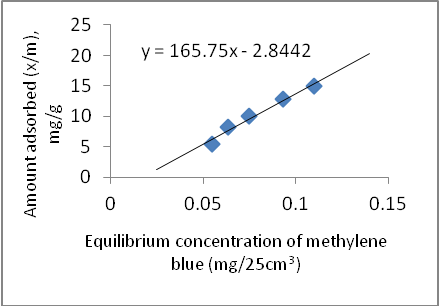 25
20
15
10
5
0
y = 165.75x - 2.8442
0
0.05
0.1
0.15
Amount adsorbed (x/m),
mg/g
Equilibrium concentration of methylene
blue (mg/25cm³)